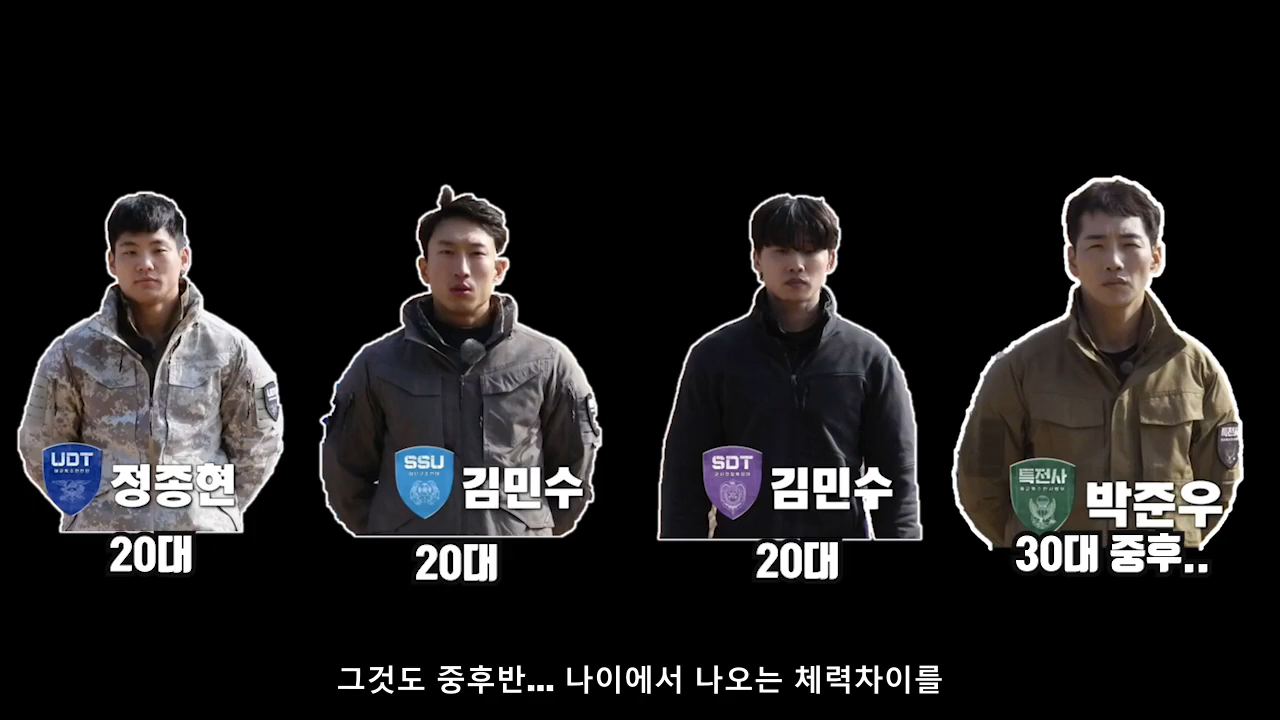 UDT
정종현
20대
SSU
김민수
20대
SDT
김민수
20대
특전사
박준우
30대 중후..
그것도 중후반... 나이에서 나오는 체력차이를